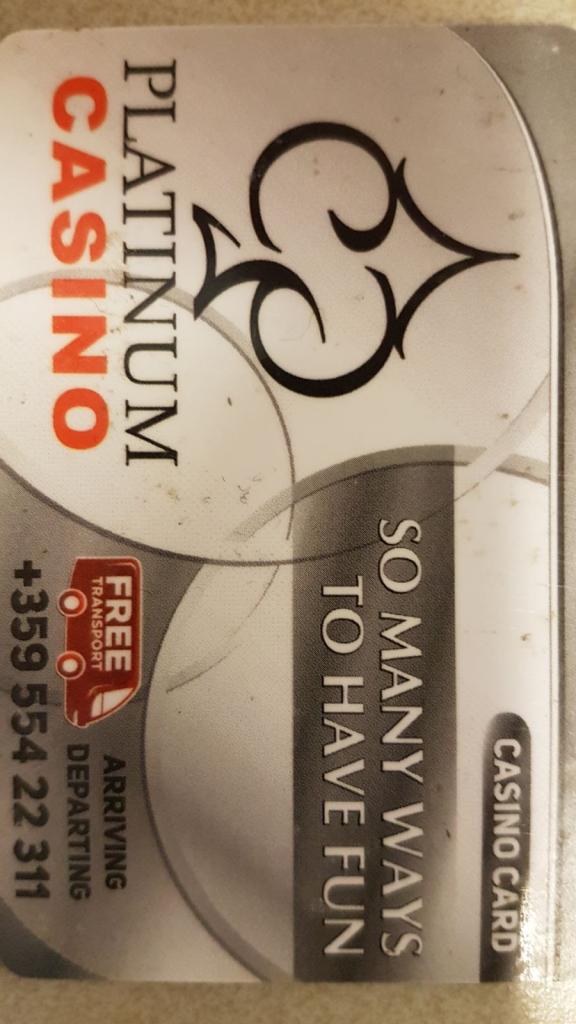 CASINO CARD
PLATINUM
CASINO
SO MANY WAYS
TO HAVE FUN
FREE
TRANSPORT
ARRIVING
DEPARTING
+359 554 22 311